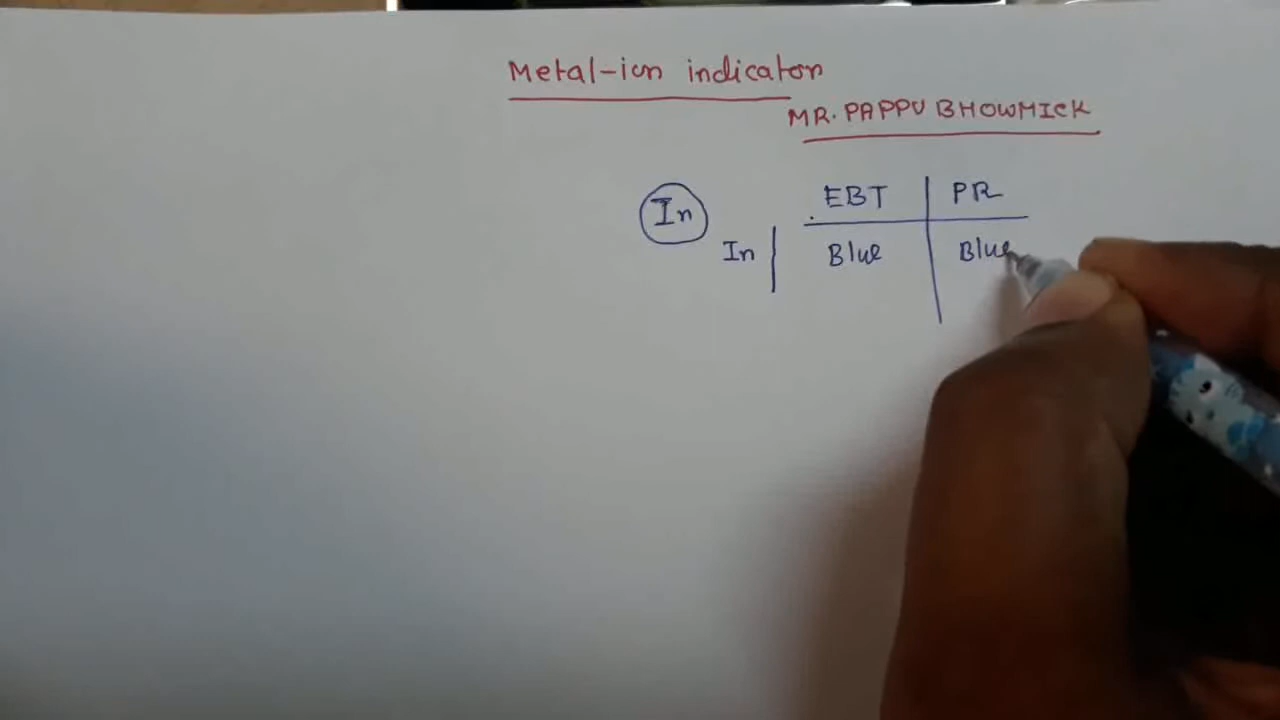 Metal-ion indicator
MR. PAPPU BHOWMICK
In
EBT PR
In Blue Blue